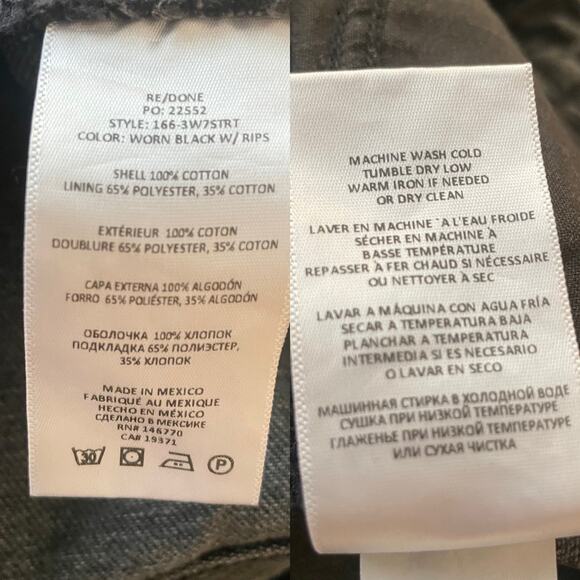 RE/DONE
PO: 22552
STYLE: 166-3W7STRT
COLOR: WORN BLACK W/ RIPS
SHELL 100% COTTON
LINING 65% POLYESTER, 35% COTTON
EXTÉRIEUR 100% COTON
DOUBLURE 65% POLYESTER, 35% COTON
CAPA EXTERNA 100% ALGODÓN
FORRO 65% POLIÉSTER, 35% ALGODÓN
ОБОЛОЧКА 100% ХЛОПОК
ПОДКЛАДКА 65% ПОЛИЭСТЕР,
35% ХЛОПОК
MADE IN MEXICO
FABRIQUÉ AU MEXIQUE
HECHO EN MÉXICO
СДЕЛАНО В МЕКСИКЕ
RN# 146770
CA# 19371
30 P
MACHINE WASH COLD
TUMBLE DRY LOW
WARM IRON IF NEEDED
OR DRY CLEAN
LAVER EN MACHINE `A L'EAU FROIDE
SÉCHER EN MACHINE À
BASSE TEMPÉRATURE
REPASSER À FER CHAUD SI NÉCESSAIRE
OU NETTOYER À SEC
LAVAR A MÁQUINA CON AGUA FRÍA
SECAR A TEMPERATURA BAJA
PLANCHAR A TEMPERATURA
INTERMEDIA SI ES NECESARIO
O LAVAR EN SECO
МАШИННАЯ СТИРКА В ХОЛОДНОЙ ВОДЕ
СУШКА ПРИ НИЗКОЙ ТЕМПЕРАТУРЕ
ГЛАЖЕНЬЕ ПРИ НИЗКОЙ ТЕМПЕРАТУРЕ
ИЛИ СУХАЯ ЧИСТКА